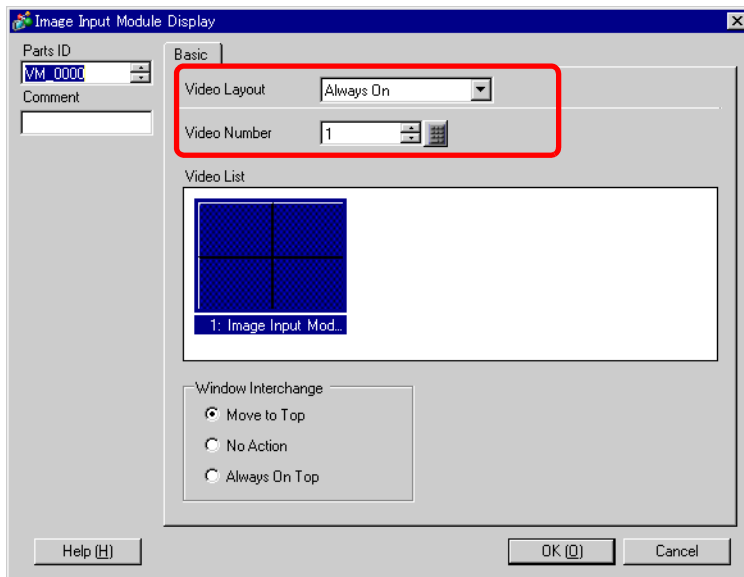 Image Input Module Display
Parts ID
VM_0000
Comment
Basic
Video Layout
Always On
Video Number
1
Video List
1: Image Input Mod...
Window Interchange
Move to Top
No Action
Always On Top
Help (H)
OK (O)
Cancel